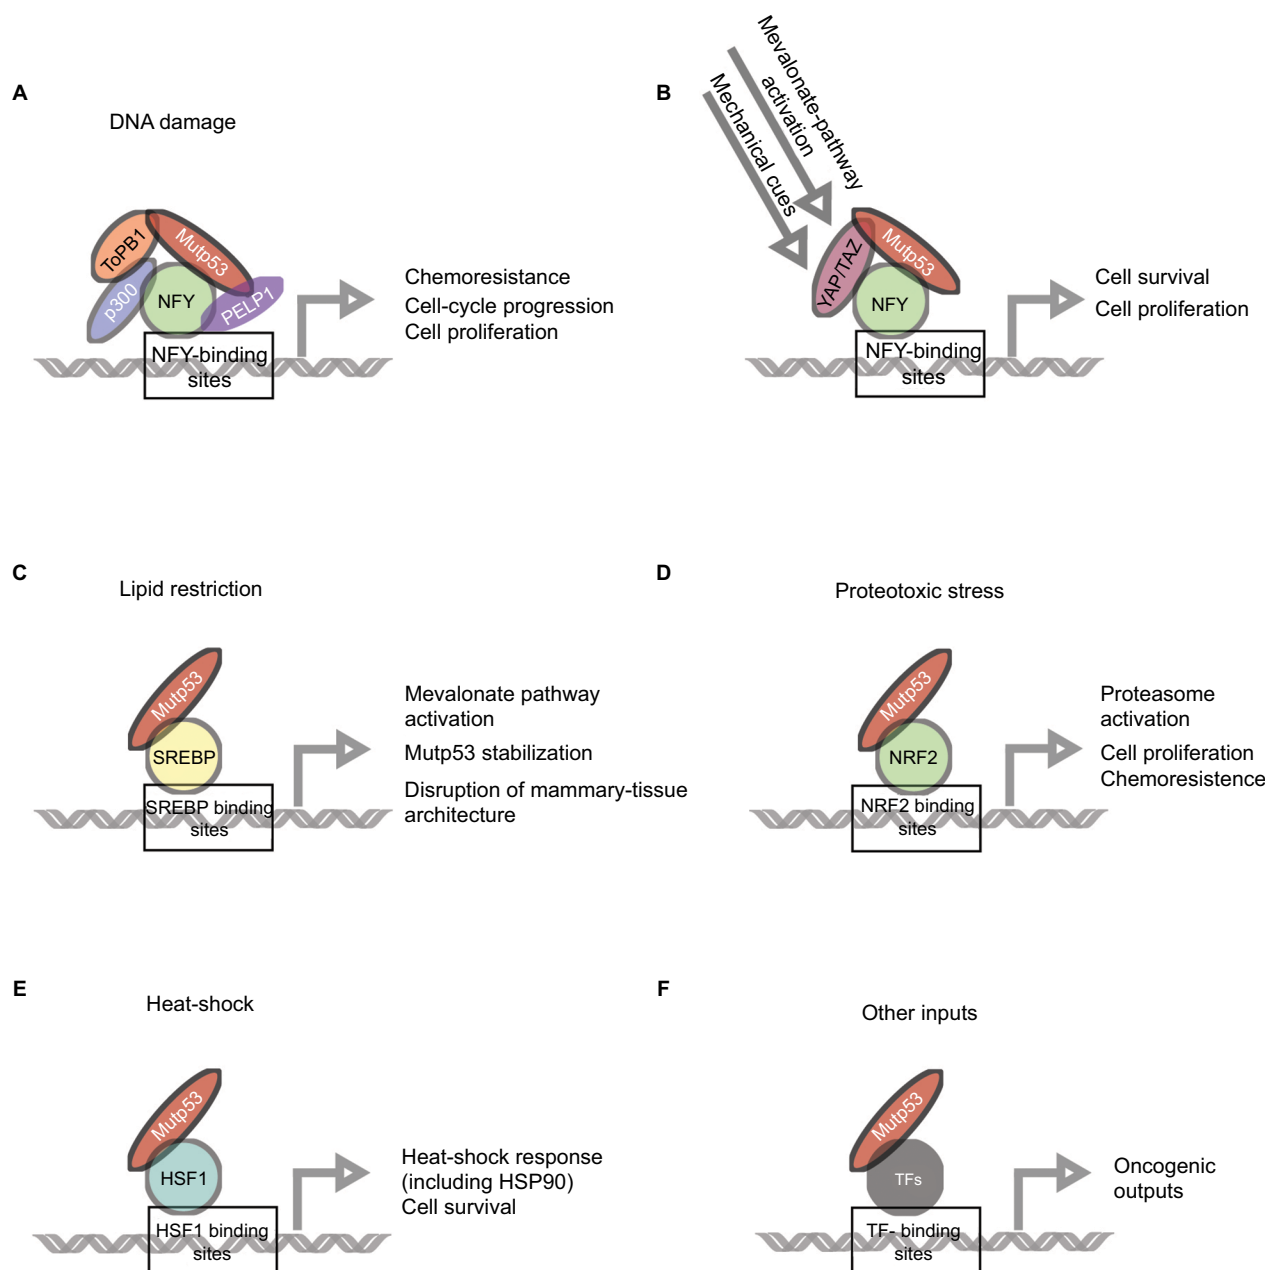 A
DNA damage
ToPB1
Mutp53
p300
NFY
PELP1
NFY-binding
sites
Chemoresistance
Cell-cycle progression
Cell proliferation
B
Mevalonate-pathway
activation
Mechanical cues
YAP/TAZ
Mutp53
NFY
NFY-binding
sites
Cell survival
Cell proliferation
C
Lipid restriction
Mutp53
SREBP
SREBP binding
sites
Mevalonate pathway
activation
Mutp53 stabilization
Disruption of mammary-tissue
architecture
D
Proteotoxic stress
Mutp53
NRF2
NRF2 binding
sites
Proteasome
activation
Cell proliferation
Chemoresistence
E
Heat-shock
Mutp53
HSF1
HSF1 binding
sites
Heat-shock response
(including HSP90)
Cell survival
F
Other inputs
Mutp53
TFs
TF- binding
sites
Oncogenic
outputs